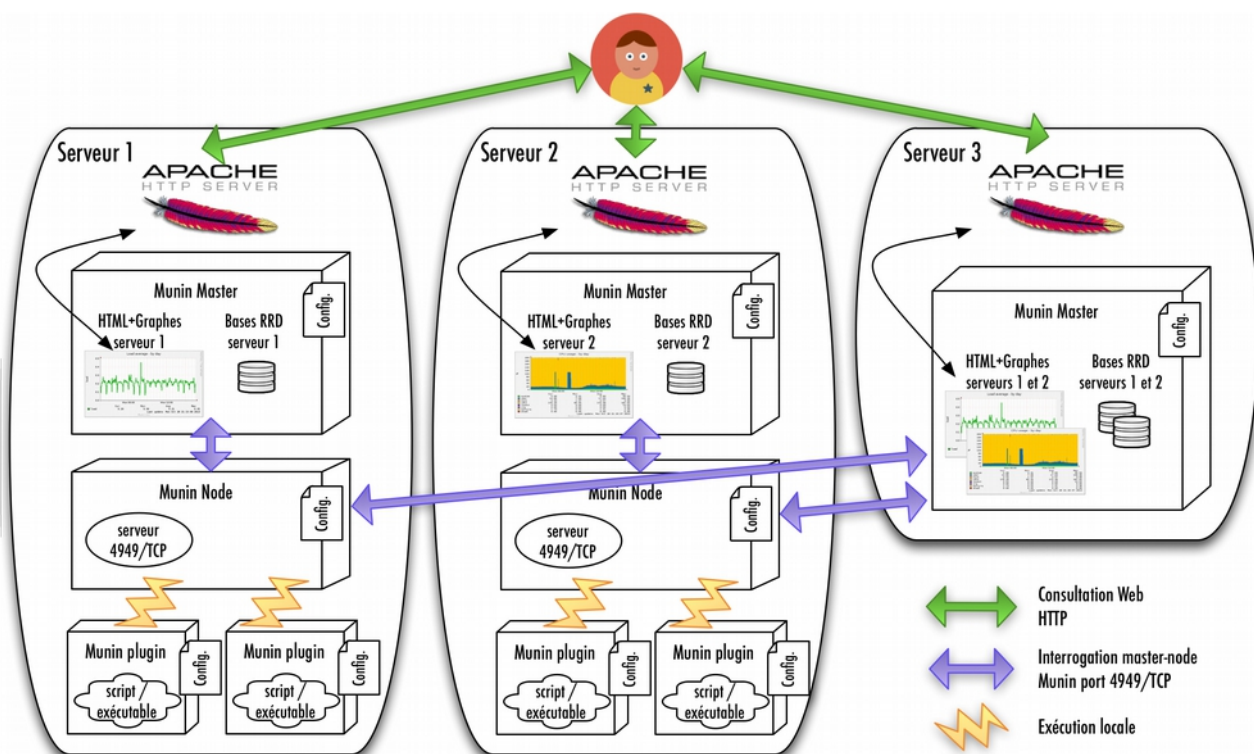 Serveur 1
APACHE
HTTP SERVER
Munin Master
Config.
HTML+Graphes
serveur 1
Bases RRD
serveur 1
Munin Node
Config.
serveur
4949/TCP
Munin plugin
Config.
script /
exécutable
Munin plugin
Config.
script /
exécutable
Serveur 2
APACHE
HTTP SERVER
Munin Master
Config.
HTML+Graphes
serveur 2
Bases RRD
serveur 2
Munin Node
Config.
serveur
4949/TCP
Munin plugin
Config.
script /
exécutable
Munin plugin
Config.
script /
exécutable
Serveur 3
APACHE
HTTP SERVER
Munin Master
Config.
HTML+Graphes
serveurs 1 et 2
Bases RRD
serveurs 1 et 2
Consultation Web
HTTP
Interrogation master-node
Munin port 4949/TCP
Exécution locale